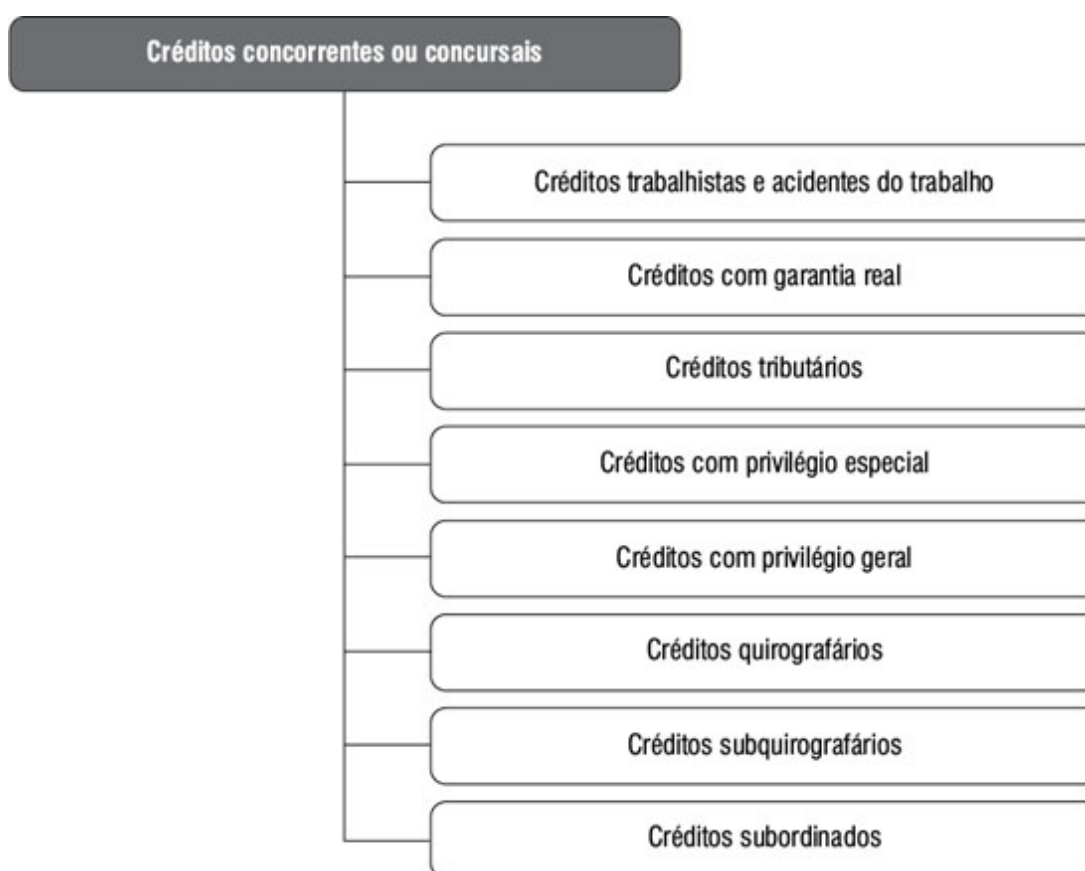 Créditos concorrentes ou concursais
Créditos trabalhistas e acidentes do trabalho
Créditos com garantia real
Créditos tributários
Créditos com privilégio especial
Créditos com privilégio geral
Créditos quirografários
Créditos subquirografários
Créditos subordinados